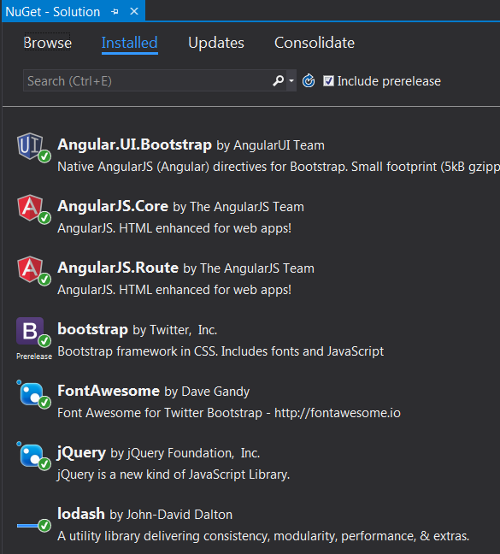 NuGet - Solution
Browse Installed Updates Consolidate
Search (Ctrl+E) Include prerelease
UI
Angular.UI.Bootstrap by AngularUI Team
Native AngularJS (Angular) directives for Bootstrap. Small footprint (5kB gzipp
A
AngularJS.Core by The AngularJS Team
AngularJS. HTML enhanced for web apps!
A
AngularJS.Route by The AngularJS Team
AngularJS. HTML enhanced for web apps!
B
Prerelease
bootstrap by Twitter, Inc.
Bootstrap framework in CSS. Includes fonts and JavaScript
FontAwesome by Dave Gandy
Font Awesome for Twitter Bootstrap - http://fontawesome.io
jQuery by jQuery Foundation, Inc.
jQuery is a new kind of JavaScript Library.
lodash by John-David Dalton
A utility library delivering consistency, modularity, performance, & extras.